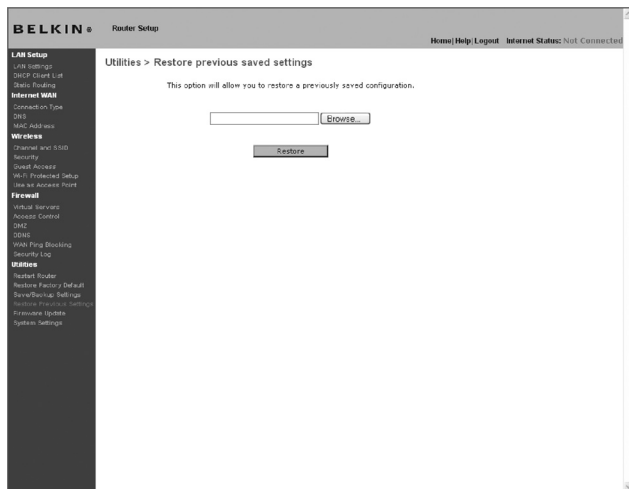 BELKIN®
Router Setup
Home|Help|Logout Internet Status: Not Connected
LAN Setup
LAN Settings
DHCP Client List
Static Routing
Internet WAN
Connection Type
DNS
MAC Address
Wireless
Channel and SSID
Security
Guest Access
Wi-Fi Protected Setup
Use as Access Point
Firewall
Virtual Servers
Access Control
DMZ
DDNS
WAN Ping Blocking
Security Log
Utilities
Restart Router
Restore Factory Default
Save/Backup Settings
Restore Previous Settings
Firmware Update
System Settings
Utilities > Restore previous saved settings
This option will allow you to restore a previously saved configuration.
Browse...
Restore